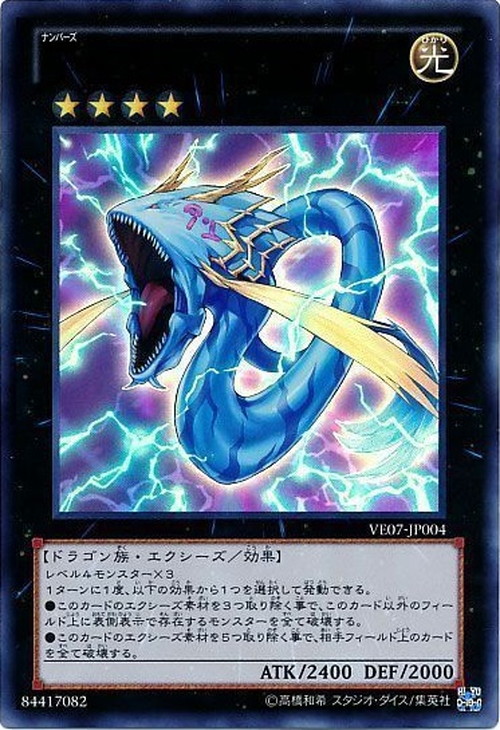 ナンバーズ
ひかり
光
VE07-JP004
【ドラゴン族・エクシーズ/効果】
レベル4モンスター×3
1ターンに1度、以下の効果から1つを選択して発動できる。
●このカードのエクシーズ素材を3つ取り除く事で、このカード以外のフィー
ルド上に表側表示で存在するモンスターを全て破壊する。
●このカードのエクシーズ素材を5つ取り除く事で、相手フィールド上のカード
を全て破壊する。
ATK/2400 DEF/2000
84417082
©高橋和希 スタジオ・ダイス/集英社